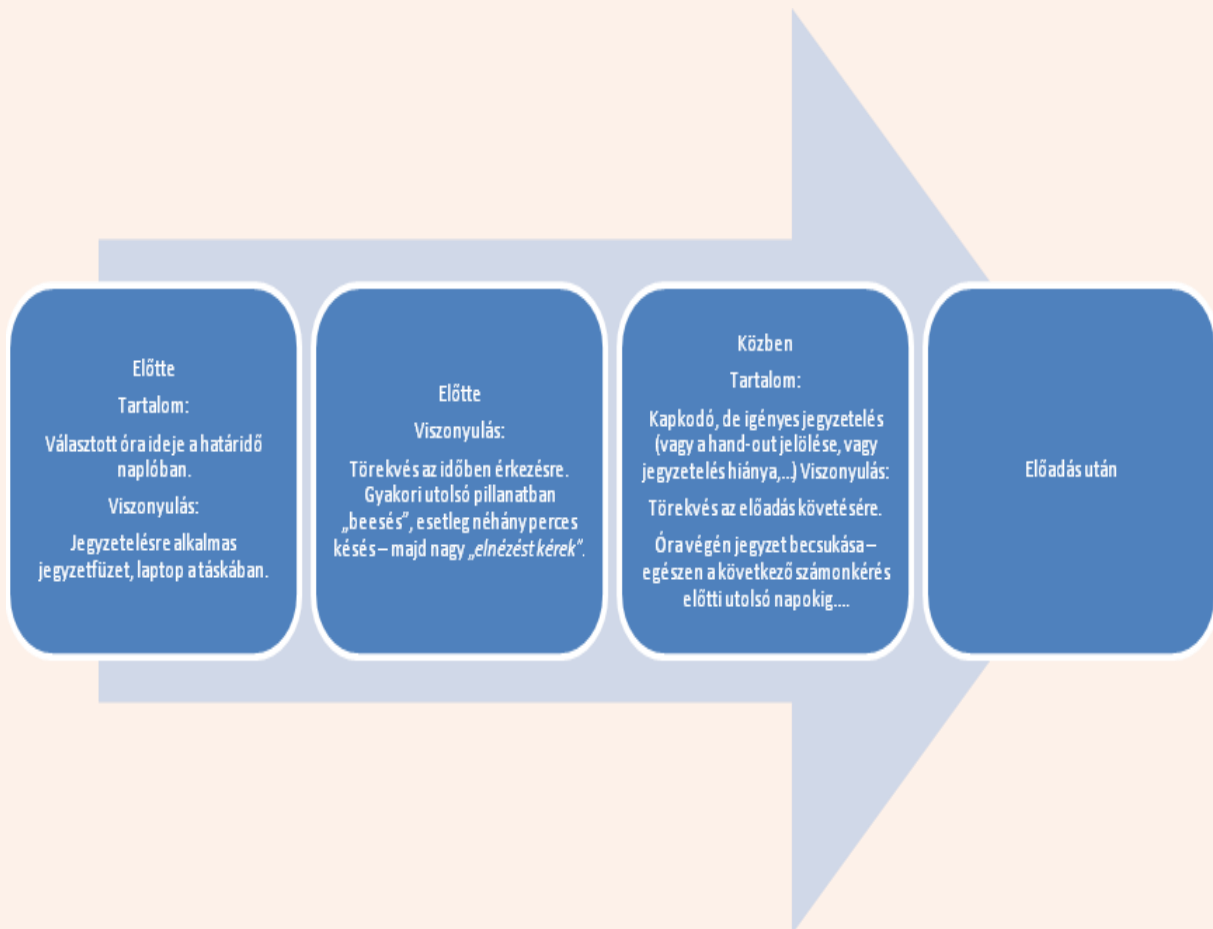 Előtte
Tartalom:
Választott óra ideje a határidő
naplóban.
Viszonyulás:
Jegyzetelésre alkalmas
jegyzetfüzet, laptop a táskában.
Előtte
Viszonyulás:
Törekvés az időben érkezésre.
Gyakori utolsó pillanatban
„beesés”, esetleg néhány perces
késés – majd nagy „elnézést kérek”.
Közben
Tartalom:
Kapkodó, de igényes jegyzetelés
(vagy a hand-out jelölése, vagy
jegyzetelés hiánya,...) Viszonyulás:
Törekvés az előadás követésére.
Óra végén jegyzet becsukása –
egészen a következő számonkérés
előtti utolsó napokig....
Előadás után